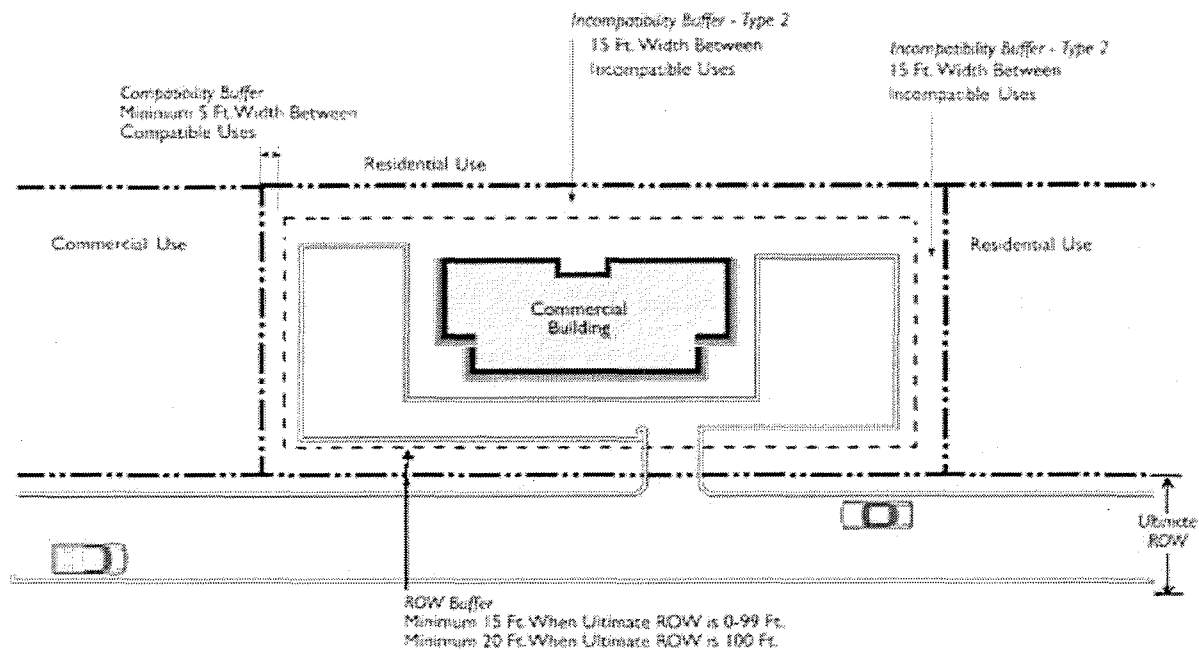 Incompatibility Buffer - Type 2
15 Ft. Width Between
Incompatible Uses
Incompatibility Buffer - Type 2
15 Ft. Width Between
Incompatible Uses
Compatibility Buffer
Minimum 5 Ft. Width Between
Compatible Uses
Residential Use
Commercial Use
Residential Use
Commercial
Building
Ultimate
ROW
ROW Buffer
Minimum 15 Ft. When Ultimate ROW is 0-99 Ft.
Minimum 20 Ft. When Ultimate ROW is 100 Ft.